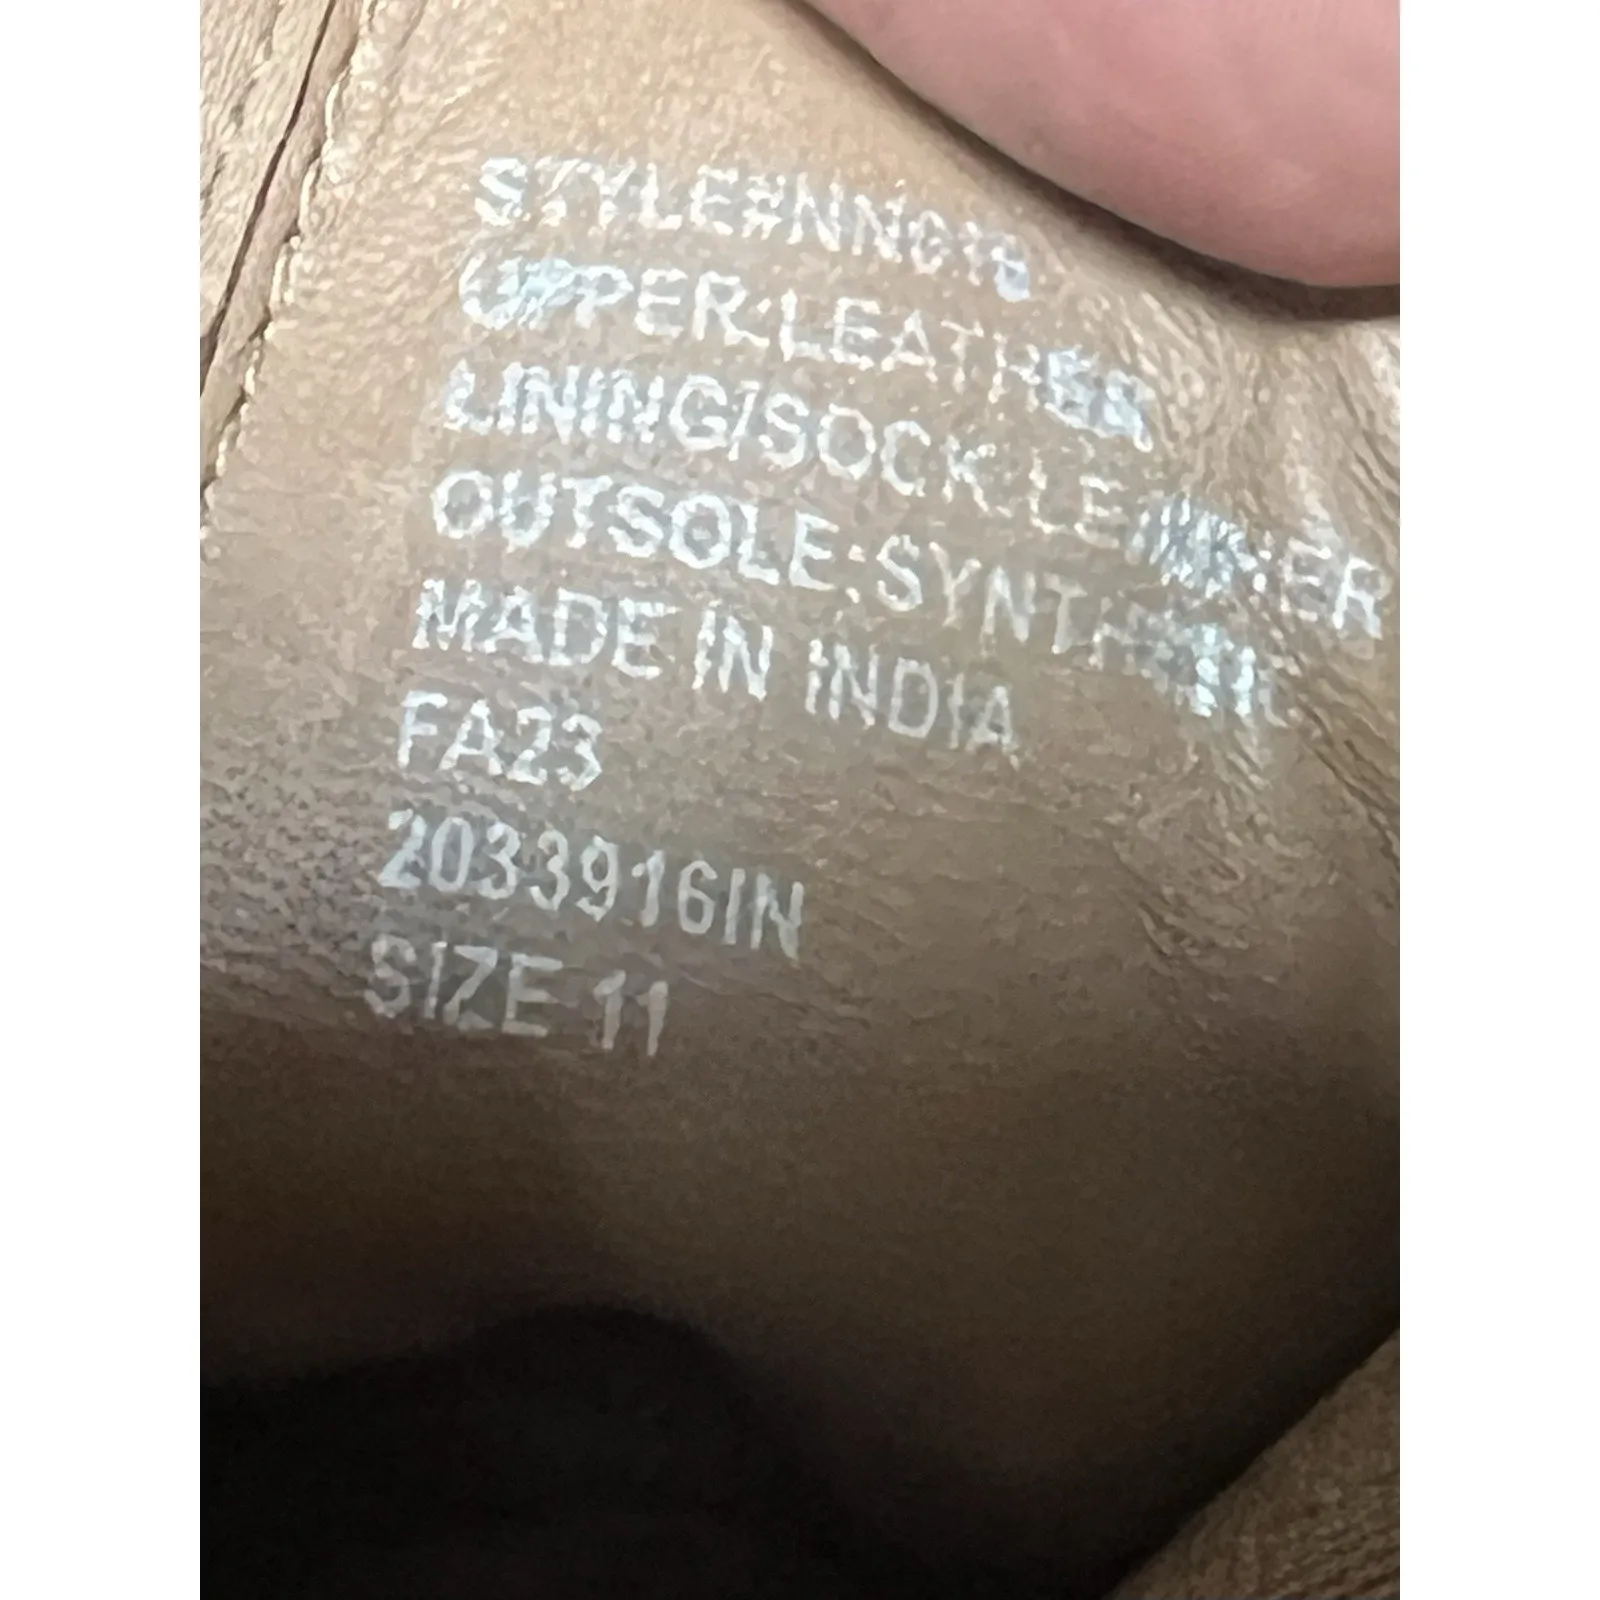 UPPER:LEATHER
LINING/SOCK:LEATHER
OUTSOLE:SYNTHETIC
MADE IN INDIA
FA23
2033916IN
SIZE 11